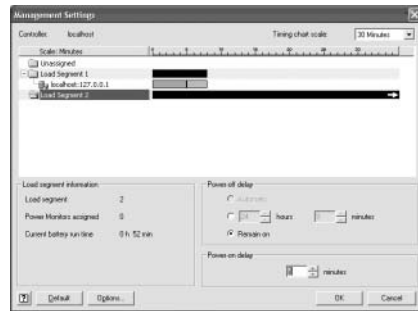 Management Settings
Controller: localhost
Timing chart scale: 30 Minutes
Scale: Minutes
Unassigned
Load Segment 1
localhost:127.0.0.1
Load Segment 2
Load segment information
Load segment 2
Power Monitors assigned 0
Current battery run time 0 h 52 min
Power off delay
Automatic
hours minutes
Remain on
Power-on delay
minutes
? Default Options... OK Cancel